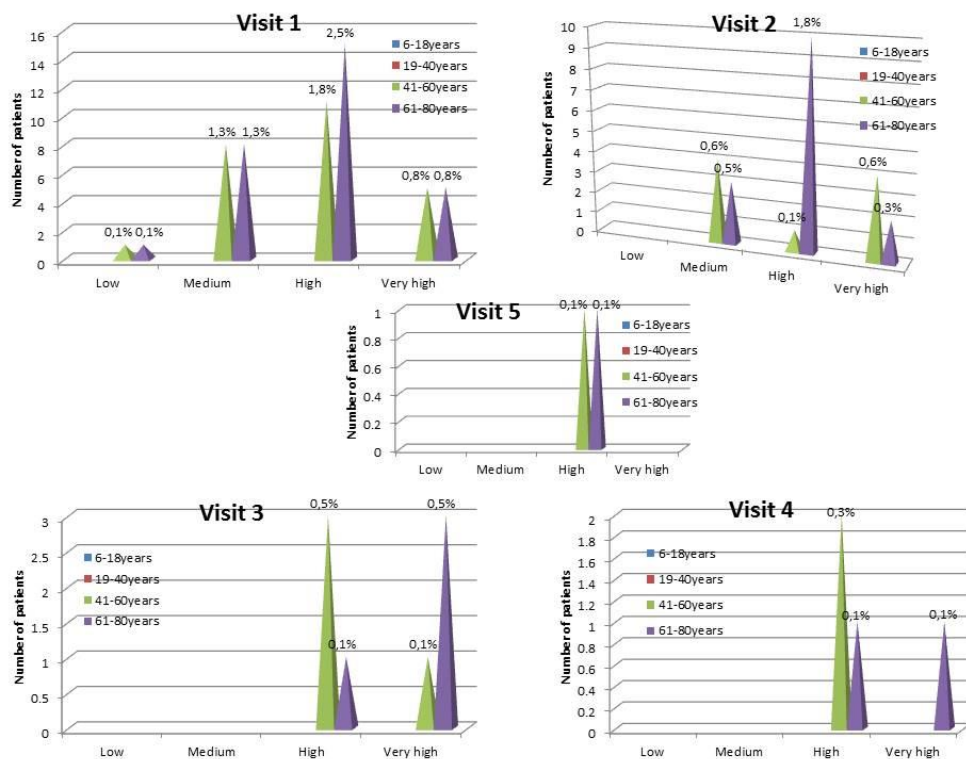 Visit 1
Number of patients
16
14
12
10
8
6
4
2
0
0,1%
0,1%
1,3%
1,3%
1,8%
2,5%
0,8%
0,8%
6-18years
19-40years
41-60years
61-80years
Low
Medium
High
Very high
Visit 2
Number of patients
10
9
8
7
6
5
4
3
2
1
0
0,6%
0,5%
0,1%
1,8%
0,6%
0,3%
6-18years
19-40years
41-60years
61-80years
Low
Medium
High
Very high
Visit 5
Number of patients
1
0.8
0.6
0.4
0.2
0
0,1%
0,1%
6-18years
19-40years
41-60years
61-80years
Low
Medium
High
Very high
Visit 3
Number of patients
3
2.5
2
1.5
1
0.5
0
0,5%
0,1%
0,1%
0,5%
6-18years
19-40years
41-60years
61-80years
Low
Medium
High
Very high
Visit 4
Number of patients
2
1.8
1.6
1.4
1.2
1
0.8
0.6
0.4
0.2
0
0,3%
0,1%
0,1%
6-18years
19-40years
41-60years
61-80years
Low
Medium
High
Very high